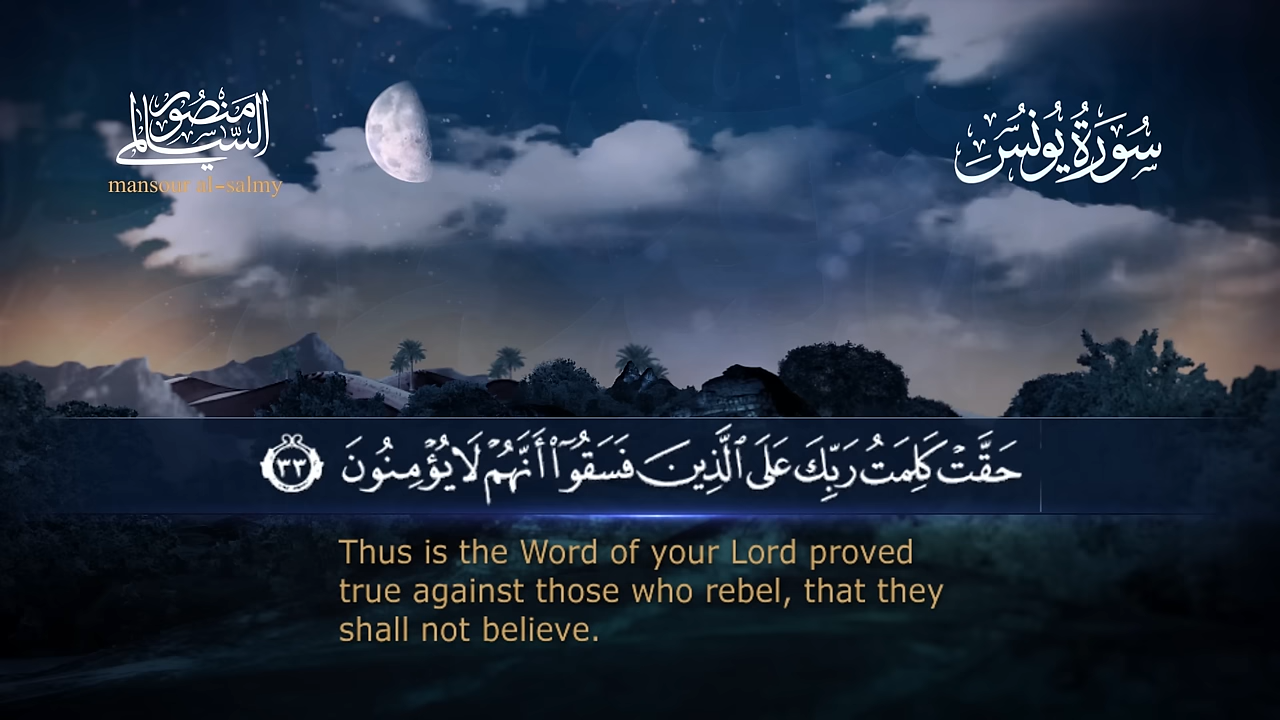 منصور
السالمي
mansour al-salmy
سُورَةُ يُونُس
حَقَّتْ كَلِمَتُ رَبِّكَ عَلَى ٱلَّذِينَ فَسَقُوٓا۟ أَنَّهُمْ لَا يُؤْمِنُونَ ٣٣
Thus is the Word of your Lord proved
true against those who rebel, that they
shall not believe.